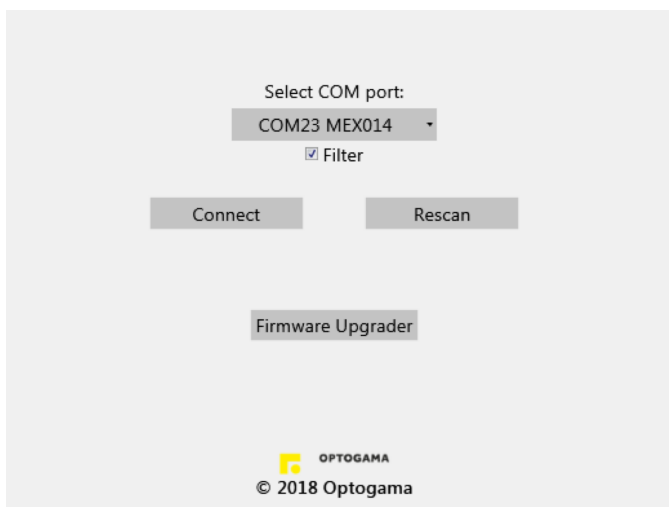 Select COM port:
COM23 MEX014
Filter
Connect Rescan
Firmware Upgrader
OPTOGAMA
© 2018 Optogama